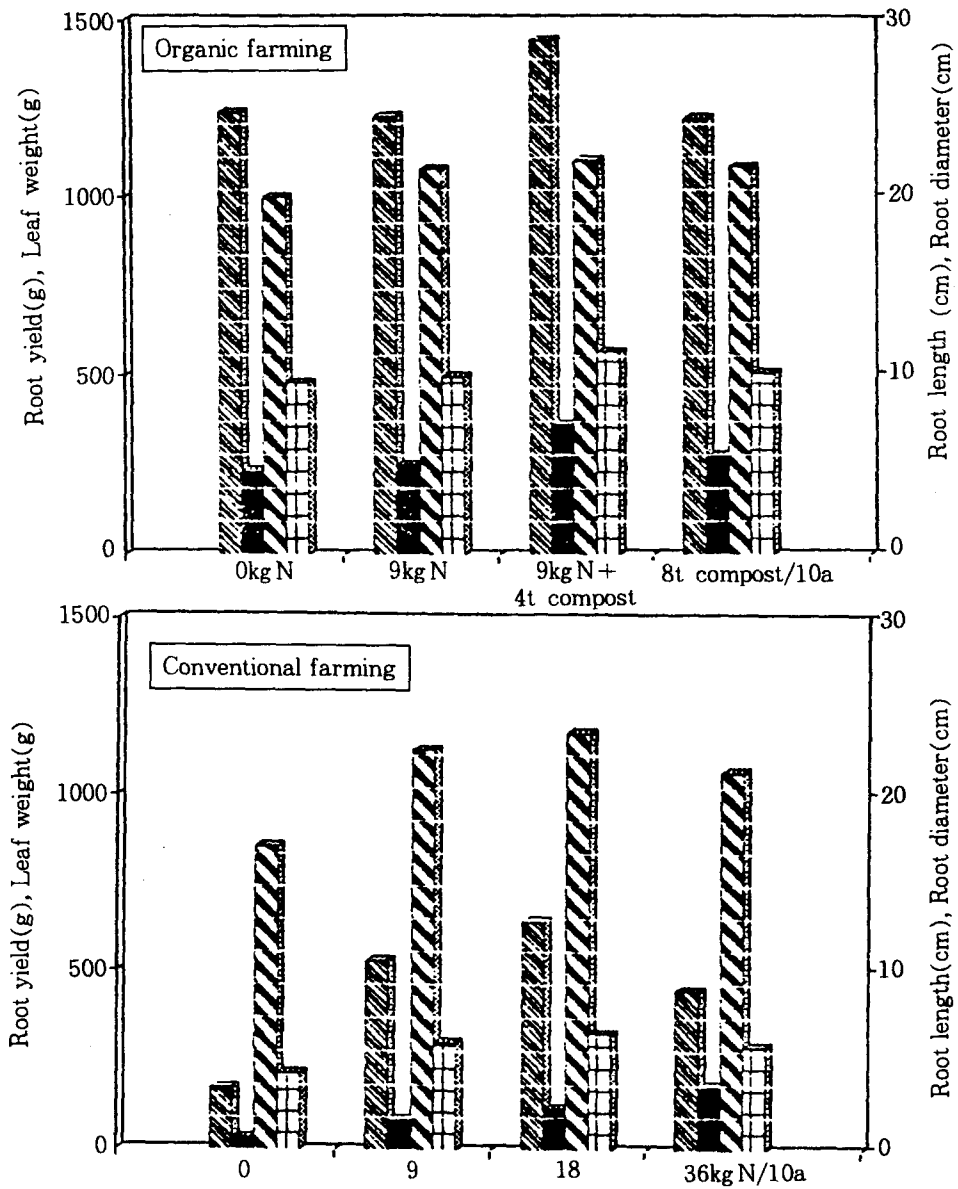 Organic farming
Root yield(g), Leaf weight(g)
1500
1000
500
0
30
20
10
0
Root length (cm), Root diameter(cm)
0kg N
9kg N
9kg N +
4t compost
8t compost/10a
Conventional farming
Root yield(g), Leaf weight(g)
1500
1000
500
0
30
20
10
0
Root length(cm), Root diameter(cm)
0
9
18
36kg N/10a